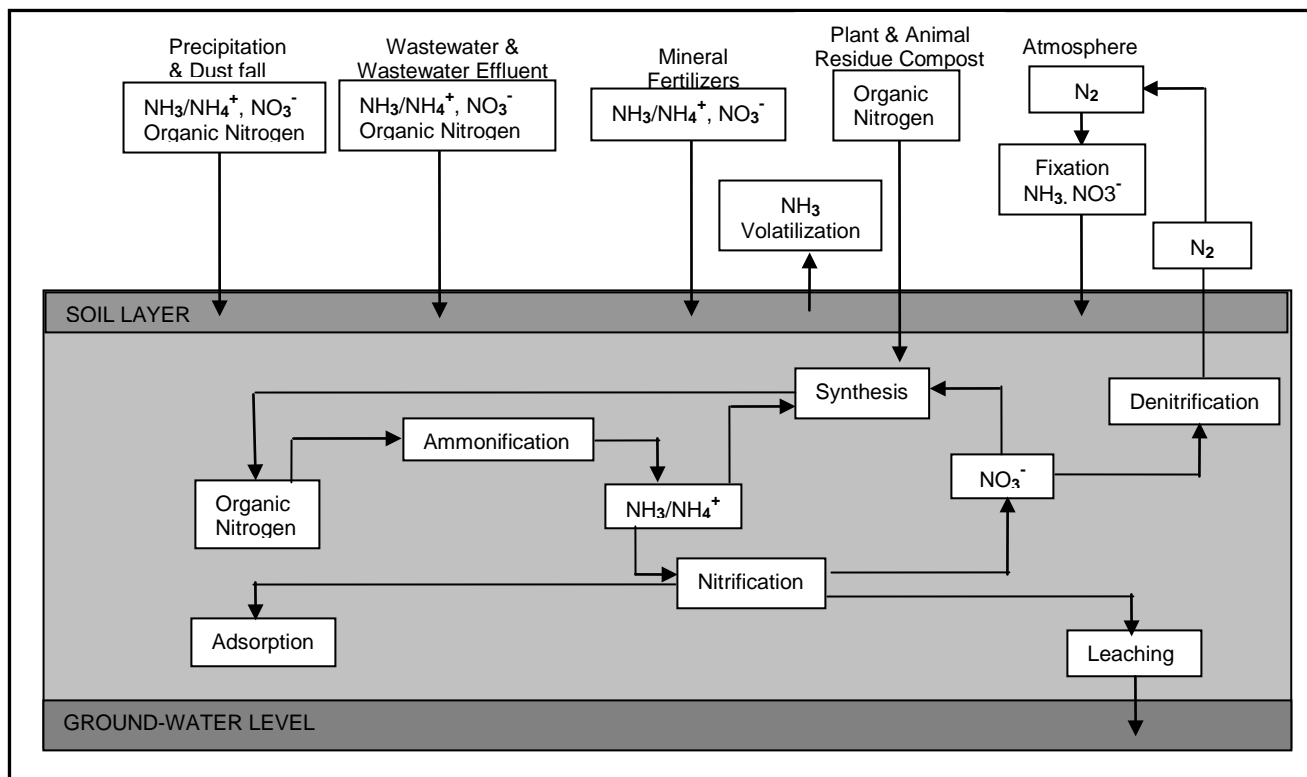 Precipitation
& Dust fall
NH₃/NH₄⁺, NO₃⁻
Organic Nitrogen
Wastewater &
Wastewater Effluent
NH₃/NH₄⁺, NO₃⁻
Organic Nitrogen
Mineral
Fertilizers
NH₃/NH₄⁺, NO₃⁻
Plant & Animal
Residue Compost
Organic
Nitrogen
Atmosphere
N₂
Fixation
NH₃, NO3⁻
NH₃
Volatilization
N₂
SOIL LAYER
Synthesis
Denitrification
Ammonification
Organic
Nitrogen
NH₃/NH₄⁺
NO₃⁻
Nitrification
Adsorption
Leaching
GROUND-WATER LEVEL